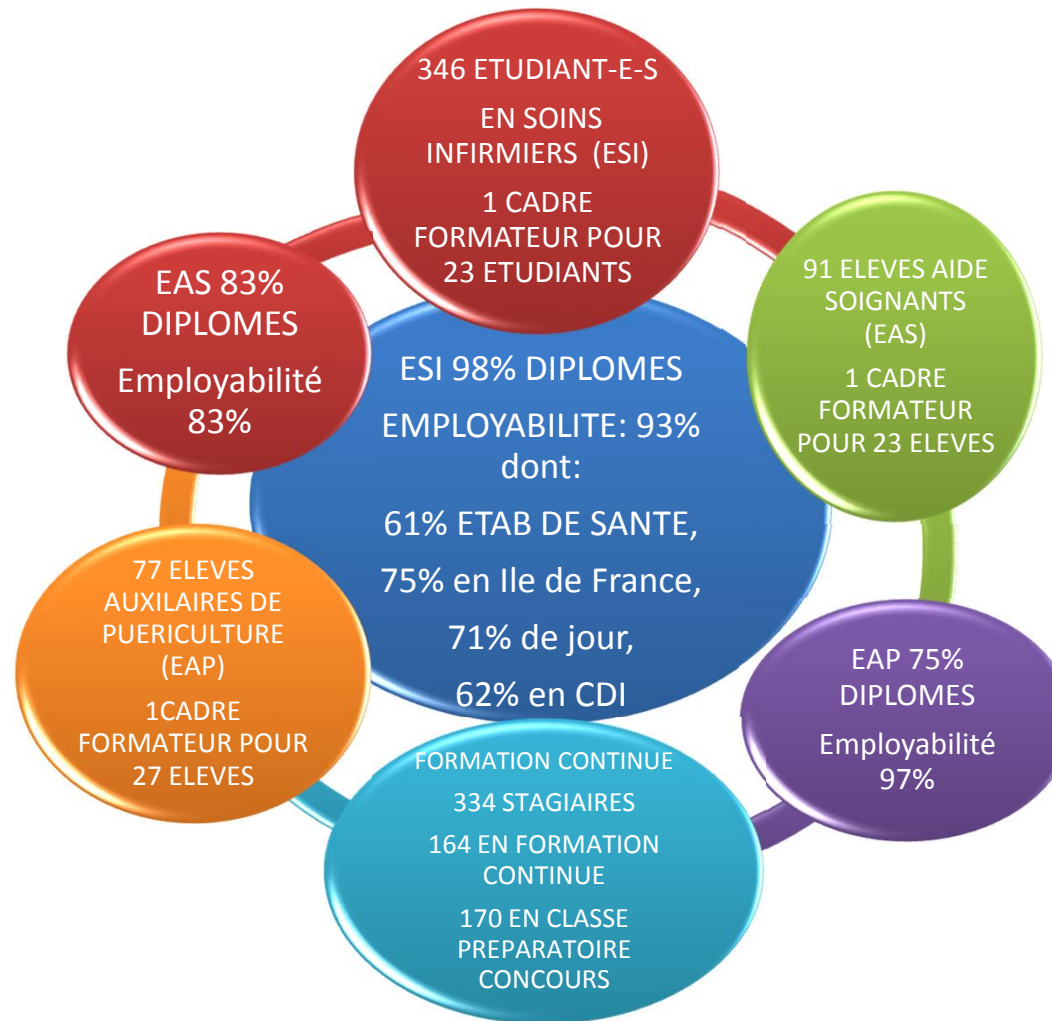 346 ETUDIANT-E-S
EN SOINS
INFIRMIERS (ESI)
1 CADRE
FORMATEUR POUR
23 ETUDIANTS
91 ELEVES AIDE
SOIGNANTS
(EAS)
1 CADRE
FORMATEUR
POUR 23 ELEVES
EAP 75%
DIPLOMES
Employabilité
97%
FORMATION CONTINUE
334 STAGIAIRES
164 EN FORMATION
CONTINUE
170 EN CLASSE
PREPARATOIRE
CONCOURS
77 ELEVES
AUXILAIRES DE
PUERICULTURE
(EAP)
1CADRE
FORMATEUR POUR
27 ELEVES
EAS 83%
DIPLOMES
Employabilité
83%
ESI 98% DIPLOMES
EMPLOYABILITE: 93%
dont:
61% ETAB DE SANTE,
75% en Ile de France,
71% de jour,
62% en CDI